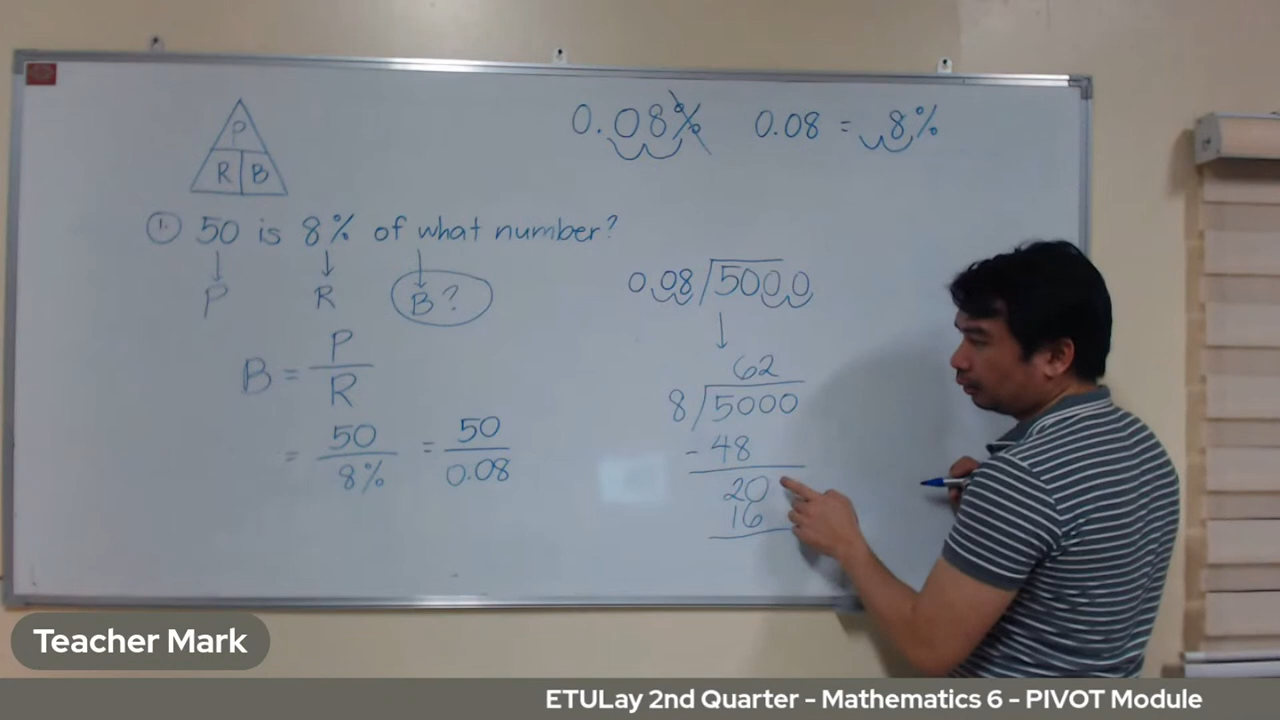 P
R B
0.08%
0.08 = 8%
1. 50 is 8% of what number?
P R B?
B = P/R
= 50/8% = 50/0.08
0.08 5000
62
8 5000
- 48
20
16
Teacher Mark
ETULay 2nd Quarter - Mathematics 6 - PIVOT Module